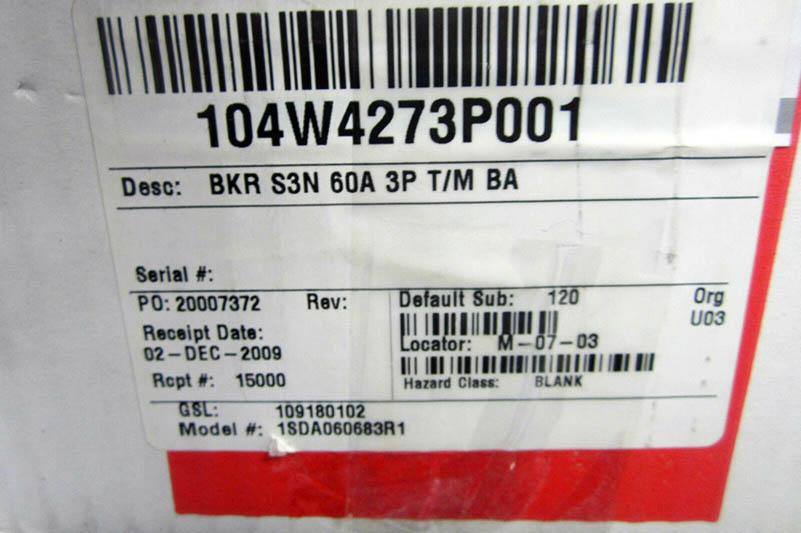 104W4273P001
Desc: BKR S3N 60A 3P T/M BA
Serial #:
PO: 20007372 Rev: Default Sub: 120 Org
U03
Receipt Date: Locator: M-07-03
02-DEC-2009
Rcpt #: 15000 Hazard Class: BLANK
GSL: 109180102
Model #: 1SDA060683R1